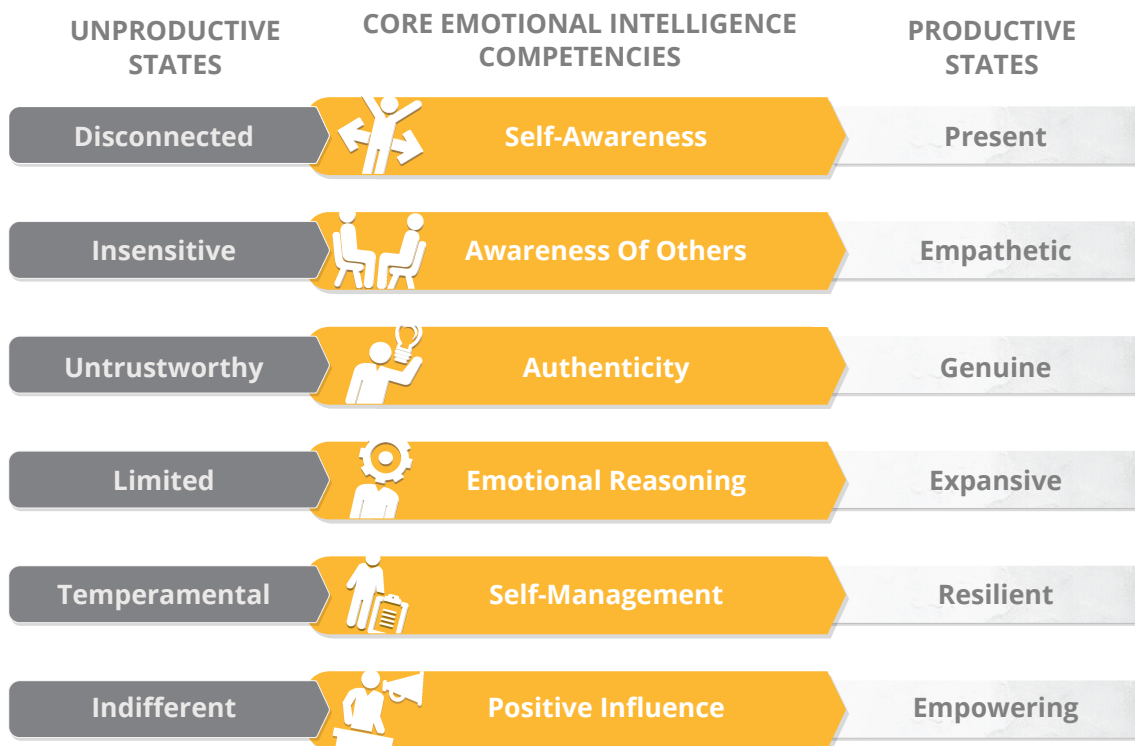 UNPRODUCTIVE
STATES
CORE EMOTIONAL INTELLIGENCE
COMPETENCIES
PRODUCTIVE
STATES
Disconnected
Self-Awareness
Present
Insensitive
Awareness Of Others
Empathetic
Untrustworthy
Authenticity
Genuine
Limited
Emotional Reasoning
Expansive
Temperamental
Self-Management
Resilient
Indifferent
Positive Influence
Empowering